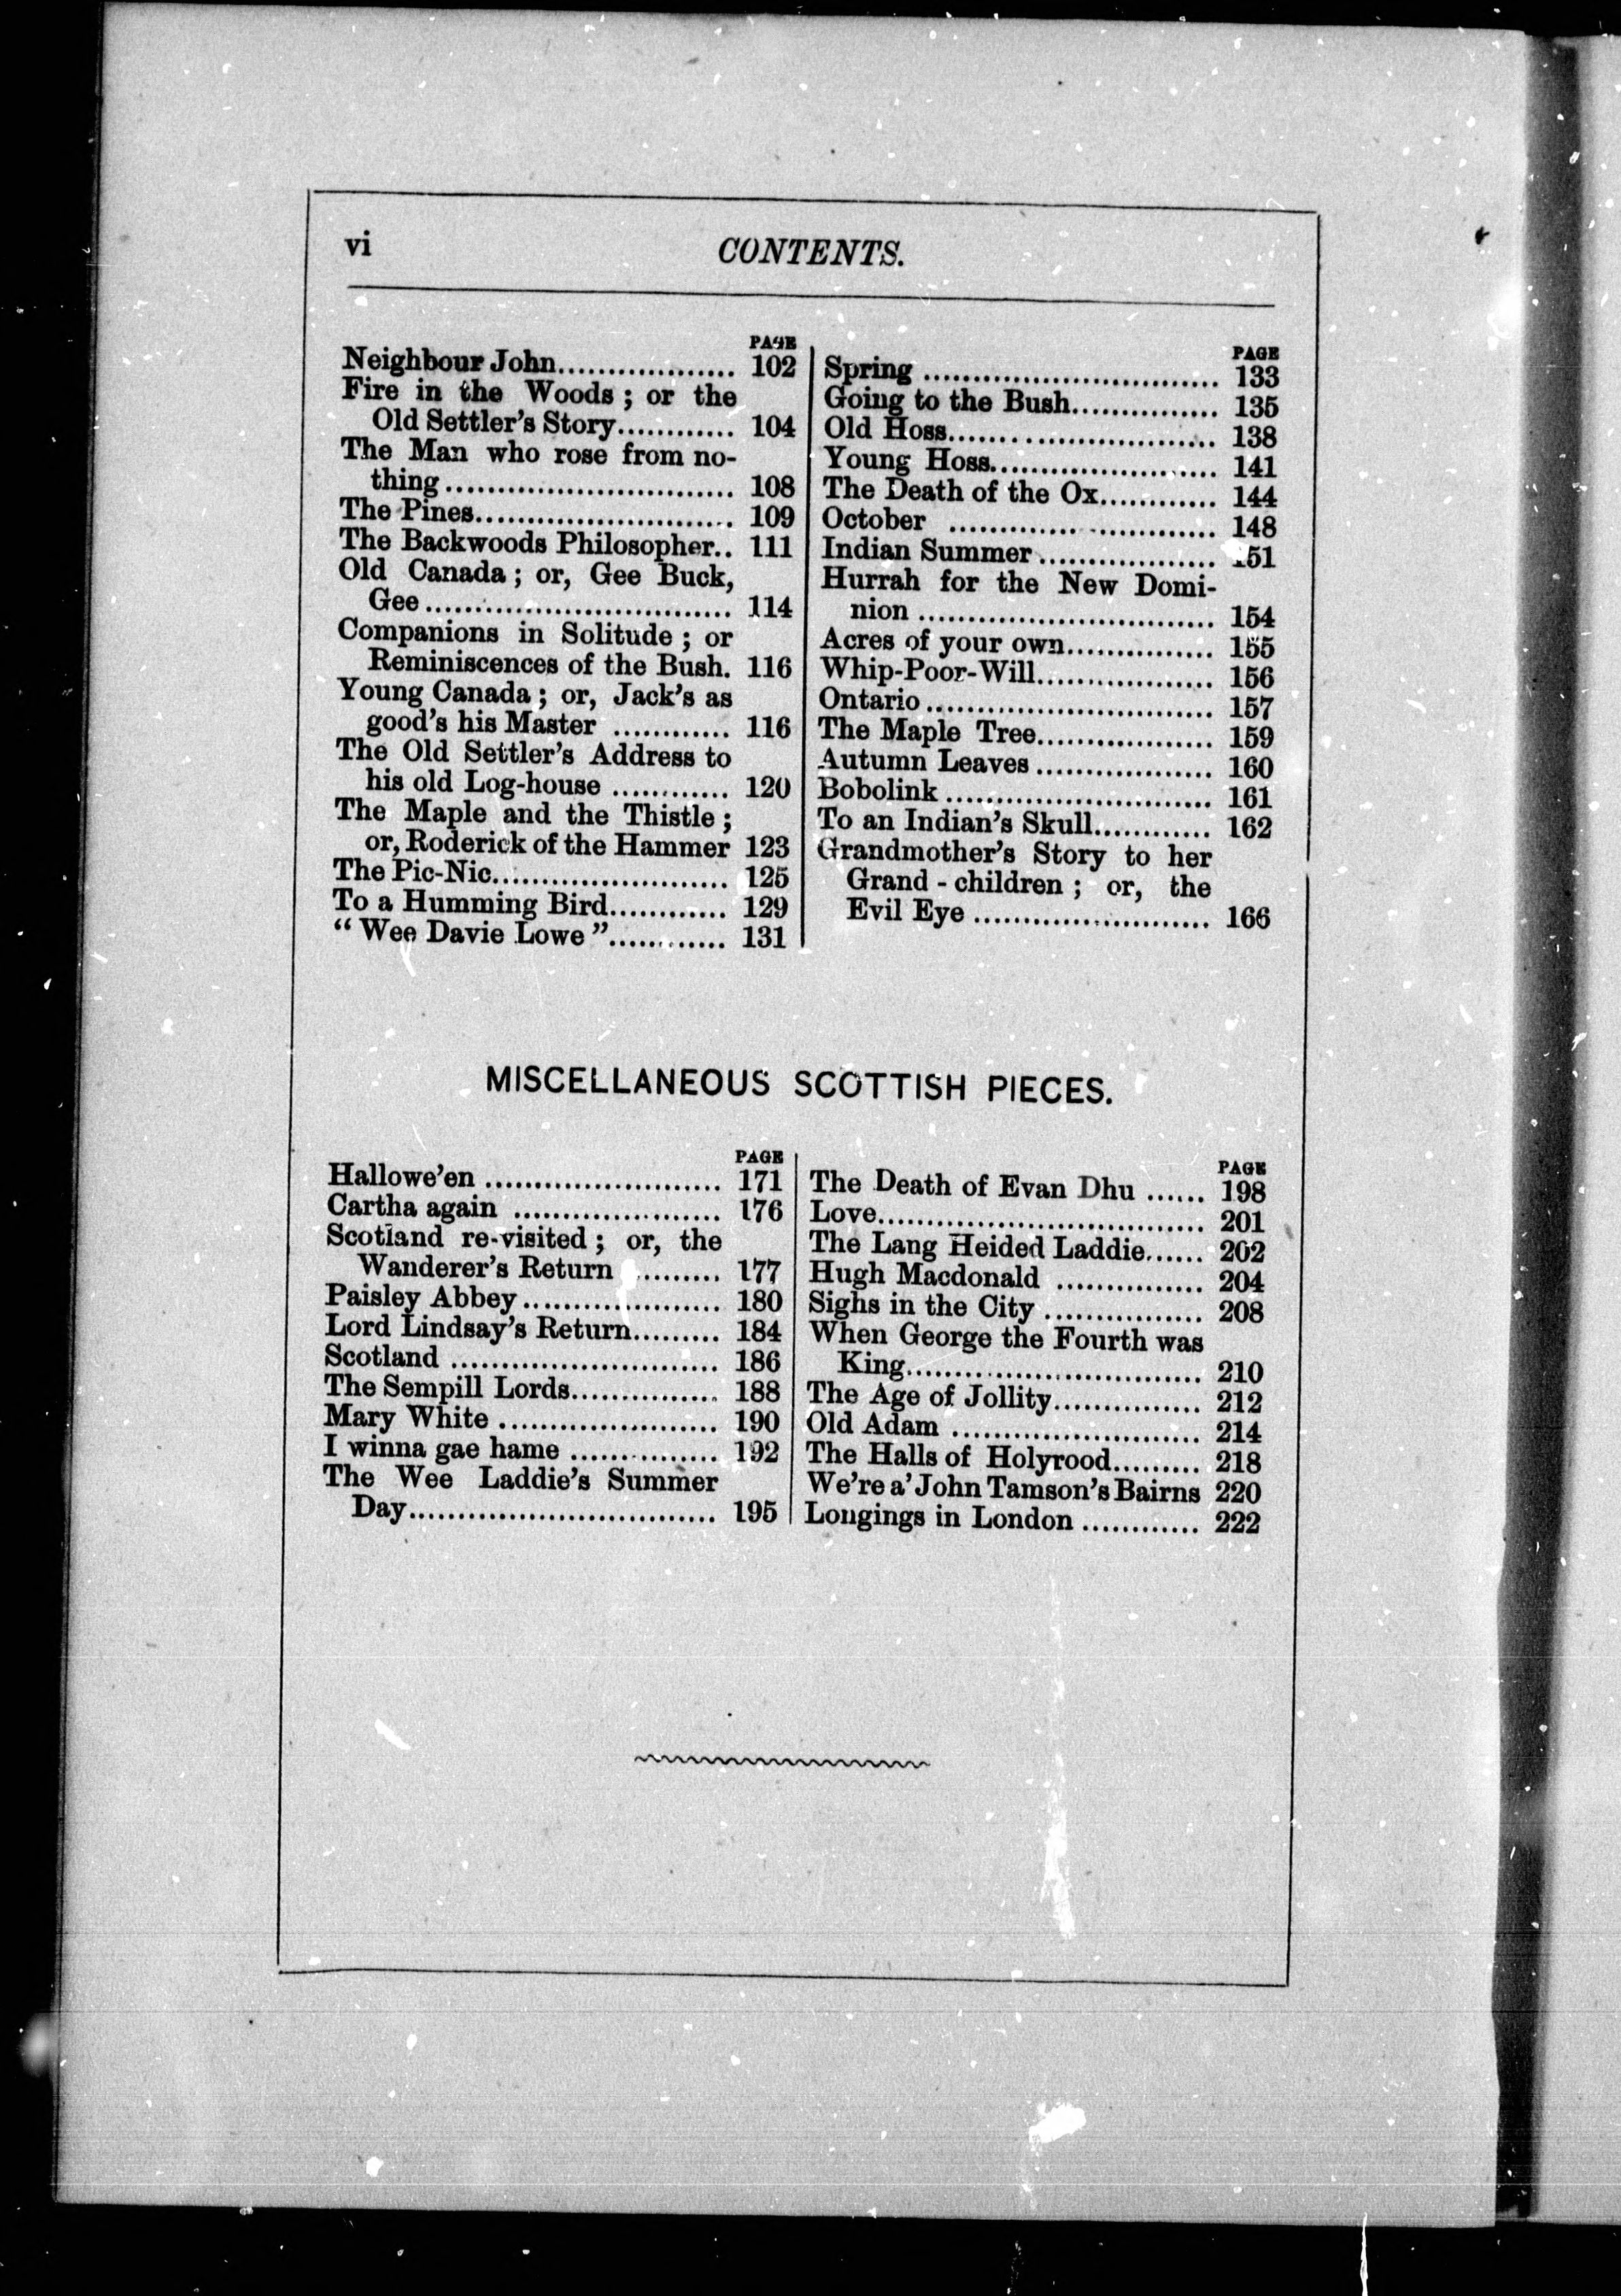 vi
CONTENTS.
PAGE
Neighbour John.................. 102
Fire in the Woods ; or the
Old Settler's Story............ 104
The Man who rose from no-
thing ............................. 108
The Pines.......................... 109
The Backwoods Philosopher.. 111
Old Canada ; or, Gee Buck,
Gee ............................... 114
Companions in Solitude ; or
Reminiscences of the Bush. 116
Young Canada ; or, Jack's as
good's his Master ............ 116
The Old Settler's Address to
his old Log-house ............ 120
The Maple and the Thistle ;
or, Roderick of the Hammer 123
The Pic-Nic........................ 125
To a Humming Bird............ 129
“ Wee Davie Lowe ”............ 131
PAGE
Spring .............................. 133
Going to the Bush............... 135
Old Hoss........................... 138
Young Hoss....................... 141
The Death of the Ox............ 144
October ........................... 148
Indian Summer.................. 151
Hurrah for the New Domi-
nion .............................. 154
Acres of your own............... 155
Whip-Poor-Will.................. 156
Ontario ............................. 157
The Maple Tree.................. 159
Autumn Leaves .................. 160
Bobolink ........................... 161
To an Indian's Skull............ 162
Grandmother's Story to her
Grand - children ; or, the
Evil Eye ........................ 166
MISCELLANEOUS SCOTTISH PIECES.
PAGE
Hallowe'en ........................ 171
Cartha again ..................... 176
Scotland re-visited ; or, the
Wanderer's Return ......... 177
Paisley Abbey.................... 180
Lord Lindsay's Return......... 184
Scotland ........................... 186
The Sempill Lords............... 188
Mary White ...................... 190
I winna gae hame ............... 192
The Wee Laddie's Summer
Day............................... 195
PAGE
The Death of Evan Dhu ...... 198
Love................................. 201
The Lang Heided Laddie...... 202
Hugh Macdonald ............... 204
Sighs in the City ................ 208
When George the Fourth was
King.............................. 210
The Age of Jollity............... 212
Old Adam ......................... 214
The Halls of Holyrood......... 218
We're a' John Tamson's Bairns 220
Longings in London ............ 222